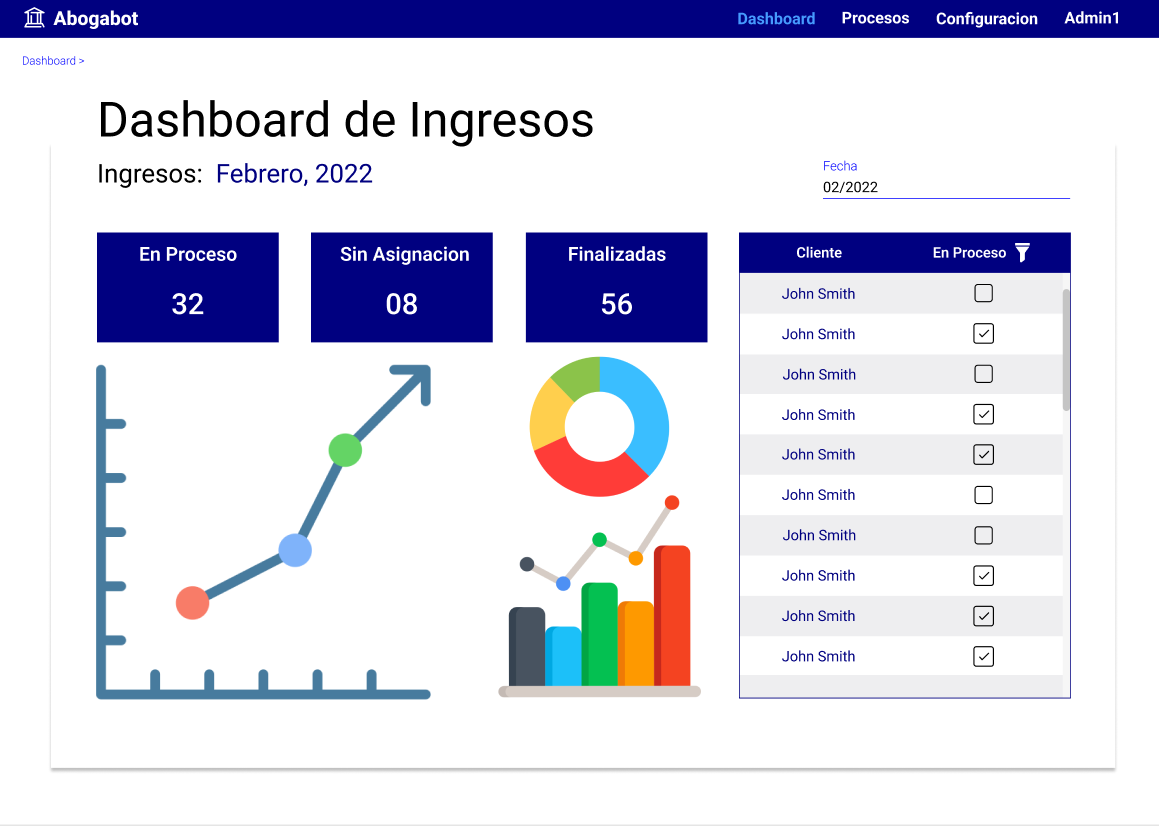 Abogabot
Dashboard Procesos Configuracion Admin1
Dashboard >
Dashboard de Ingresos
Ingresos: Febrero, 2022
Fecha
02/2022
En Proceso
32
Sin Asignacion
08
Finalizadas
56
Cliente En Proceso
John Smith
John Smith
John Smith
John Smith
John Smith
John Smith
John Smith
John Smith
John Smith
John Smith